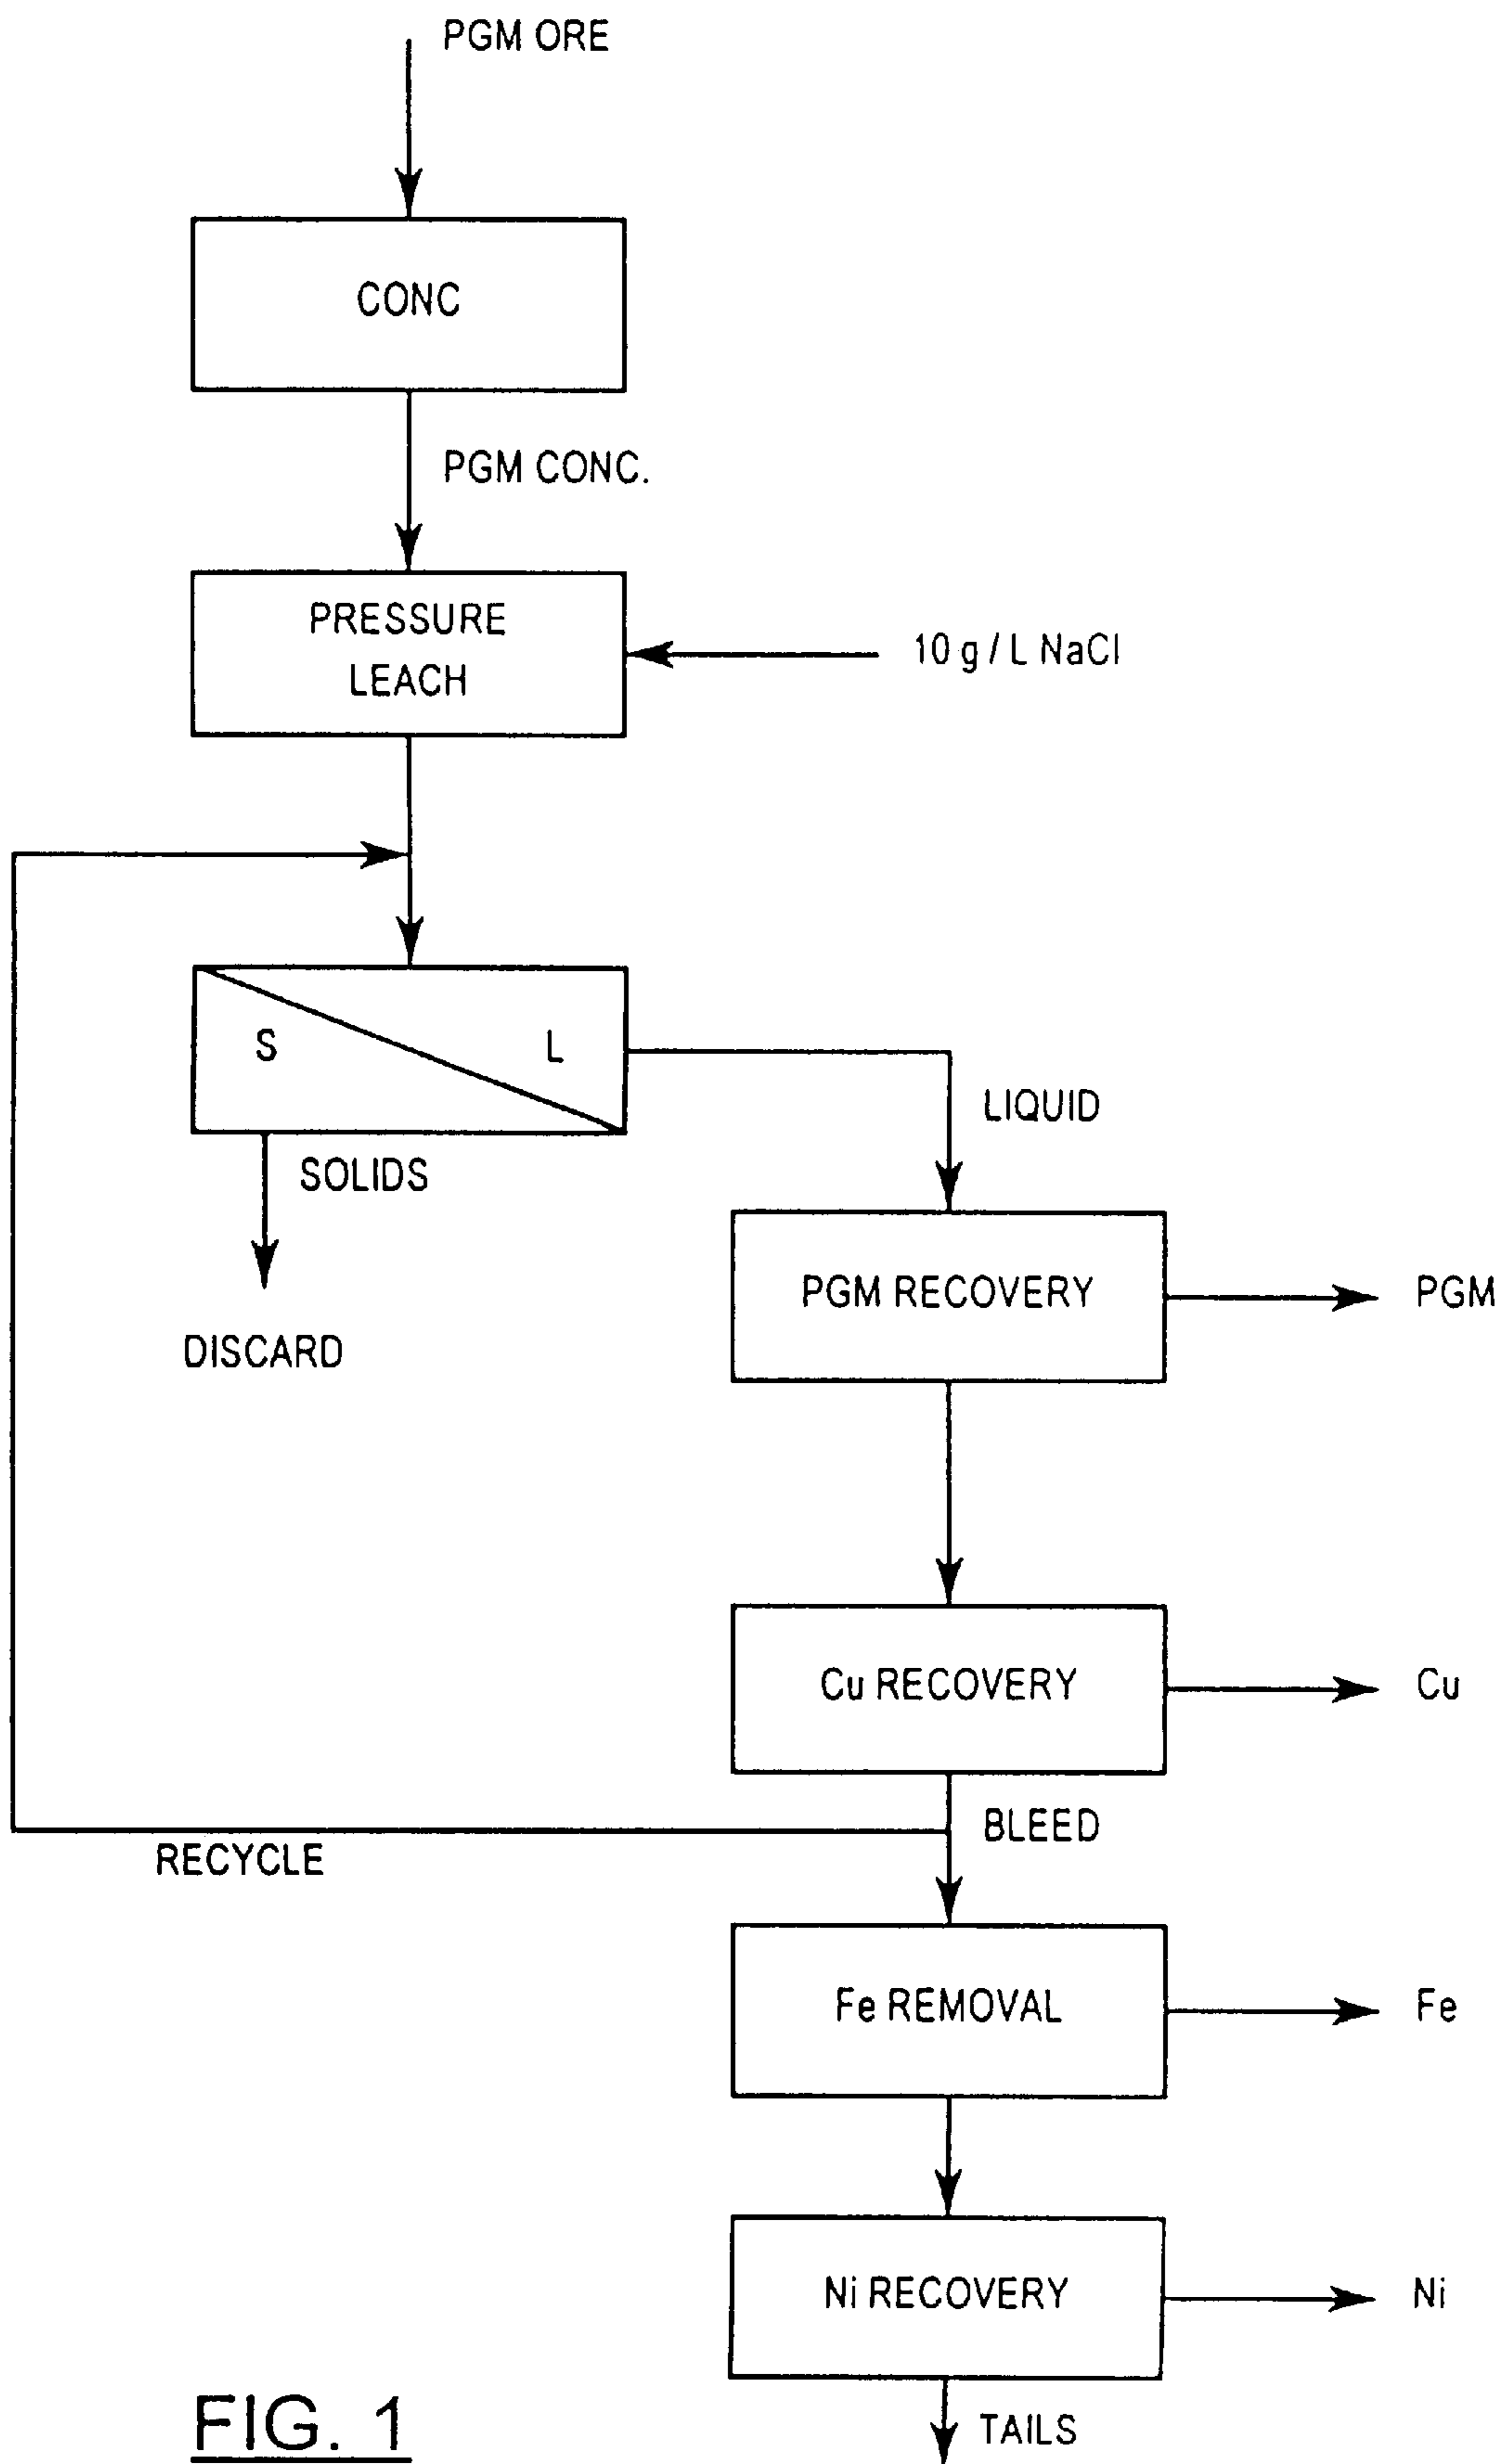 PGM ORE
CONC
PGM CONC.
PRESSURE
LEACH
10 g / L NaCl
S
L
LIQUID
SOLIDS
DISCARD
PGM RECOVERY
PGM
Cu RECOVERY
Cu
BLEED
RECYCLE
Fe REMOVAL
Fe
Ni RECOVERY
Ni
TAILS
FIG. 1